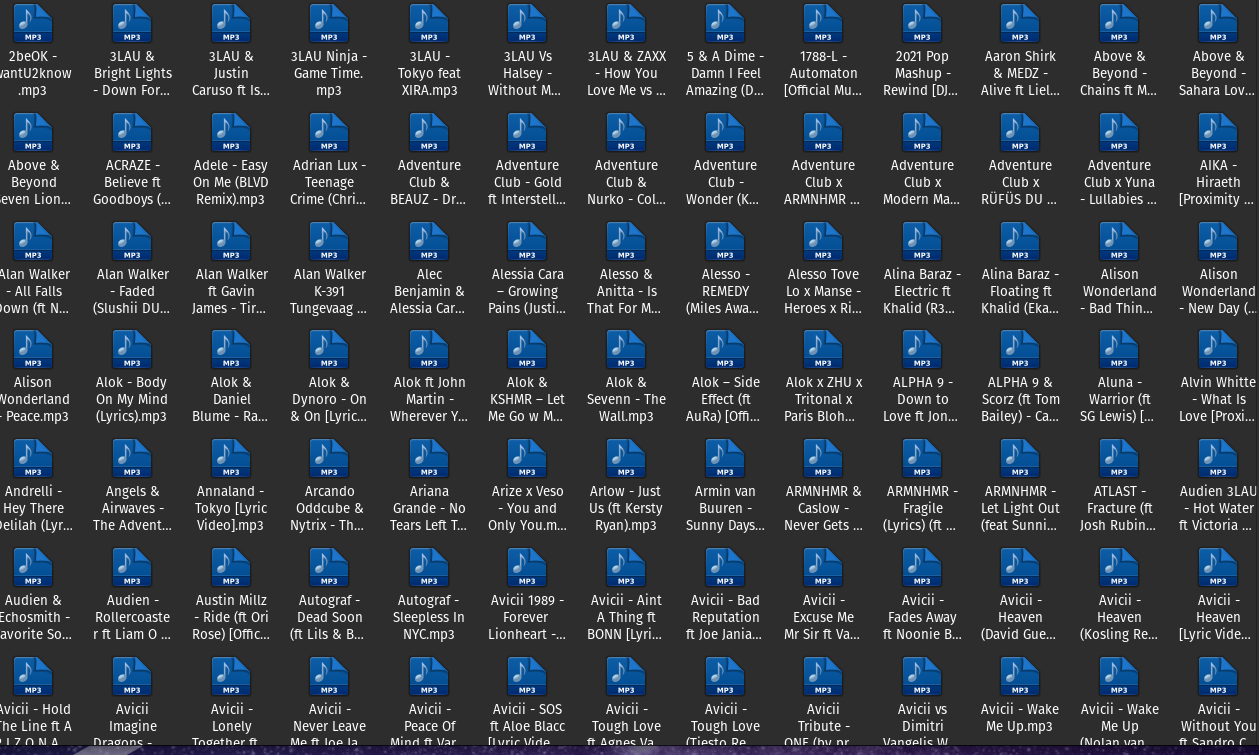 MP3
2beOK -
wantU2know
.mp3
MP3
3LAU &
Bright Lights
- Down For...
MP3
3LAU &
Justin
Caruso ft Is...
MP3
3LAU Ninja -
Game Time.
mp3
MP3
3LAU -
Tokyo feat
XIRA.mp3
MP3
3LAU Vs
Halsey -
Without M...
MP3
3LAU & ZAXX
- How You
Love Me vs ...
MP3
5 & A Dime -
Damn I Feel
Amazing (D...
MP3
1788-L -
Automaton
[Official Mu...
MP3
2021 Pop
Mashup -
Rewind [DJ...
MP3
Aaron Shirk
& MEDZ -
Alive ft Liel...
MP3
Above &
Beyond -
Chains ft M...
MP3
Above &
Beyond -
Sahara Lov...
MP3
Above &
Beyond
Seven Lion...
MP3
ACRAZE -
Believe ft
Goodboys (...
MP3
Adele - Easy
On Me (BLVD
Remix).mp3
MP3
Adrian Lux -
Teenage
Crime (Chri...
MP3
Adventure
Club &
BEAUZ - Dr...
MP3
Adventure
Club - Gold
ft Interstell...
MP3
Adventure
Club &
Nurko - Col...
MP3
Adventure
Club -
Wonder (K...
MP3
Adventure
Club x
ARMNHMR ...
MP3
Adventure
Club x
Modern Ma...
MP3
Adventure
Club x
RÜFÜS DU ...
MP3
Adventure
Club x Yuna
- Lullabies ...
MP3
AIKA -
Hiraeth
[Proximity ...
MP3
Alan Walker
- All Falls
Down (ft N...
MP3
Alan Walker
- Faded
(Slushii DU...
MP3
Alan Walker
ft Gavin
James - Tir...
MP3
Alan Walker
K-391
Tungevaag ...
MP3
Alec
Benjamin &
Alessia Car...
MP3
Alessia Cara
– Growing
Pains (Justi...
MP3
Alesso &
Anitta - Is
That For M...
MP3
Alesso -
REMEDY
(Miles Awa...
MP3
Alesso Tove
Lo x Manse -
Heroes x Ri...
MP3
Alina Baraz -
Electric ft
Khalid (R3...
MP3
Alina Baraz -
Floating ft
Khalid (Eka...
MP3
Alison
Wonderland
- Bad Thin...
MP3
Alison
Wonderland
- New Day (...
MP3
Alison
Wonderland
- Peace.mp3
MP3
Alok - Body
On My Mind
(Lyrics).mp3
MP3
Alok &
Daniel
Blume - Ra...
MP3
Alok &
Dynoro - On
& On [Lyric...
MP3
Alok ft John
Martin -
Wherever Y...
MP3
Alok &
KSHMR – Let
Me Go w M...
MP3
Alok &
Sevenn - The
Wall.mp3
MP3
Alok – Side
Effect (ft
AuRa) [Offi...
MP3
Alok x ZHU x
Tritonal x
Paris Bloh...
MP3
ALPHA 9 -
Down to
Love ft Jon...
MP3
ALPHA 9 &
Scorz (ft Tom
Bailey) - Ca...
MP3
Aluna -
Warrior (ft
SG Lewis) [...
MP3
Alvin Whitte
- What Is
Love [Proxi...
MP3
Andrelli -
Hey There
Delilah (Lyr...
MP3
Angels &
Airwaves -
The Advent...
MP3
Annaland -
Tokyo [Lyric
Video].mp3
MP3
Arcando
Oddcube &
Nytrix - Th...
MP3
Ariana
Grande - No
Tears Left T...
MP3
Arize x Veso
- You and
Only You.m...
MP3
Arlow - Just
Us (ft Kersty
Ryan).mp3
MP3
Armin van
Buuren -
Sunny Days...
MP3
ARMNHMR &
Caslow -
Never Gets ...
MP3
ARMNHMR -
Fragile
(Lyrics) (ft ...
MP3
ARMNHMR -
Let Light Out
(feat Sunni...
MP3
ATLAST -
Fracture (ft
Josh Rubin...
MP3
Audien 3LAU
- Hot Water
ft Victoria ...
MP3
Audien &
Echosmith -
Favorite So...
MP3
Audien -
Rollercoaste
r ft Liam O ...
MP3
Austin Millz
- Ride (ft Ori
Rose) [Offic...
MP3
Autograf -
Dead Soon
(ft Lils & B...
MP3
Autograf -
Sleepless In
NYC.mp3
MP3
Avicii 1989 -
Forever
Lionheart -...
MP3
Avicii - Aint
A Thing ft
BONN [Lyri...
MP3
Avicii - Bad
Reputation
ft Joe Jania...
MP3
Avicii -
Excuse Me
Mr Sir ft Va...
MP3
Avicii -
Fades Away
ft Noonie B...
MP3
Avicii -
Heaven
(David Gue...
MP3
Avicii -
Heaven
(Kosling Re...
MP3
Avicii -
Heaven
[Lyric Vide...
MP3
Avicii - Hold
The Line ft A
R I Z O N A ...
MP3
Avicii
Imagine
Dragons - ...
MP3
Avicii -
Lonely
Together ft...
MP3
Avicii -
Never Leave
Me ft Joe Ja...
MP3
Avicii -
Peace Of
Mind ft Var...
MP3
Avicii - SOS
ft Aloe Blacc
[Lyric Vide...
MP3
Avicii -
Tough Love
ft Agnes Va...
MP3
Avicii -
Tough Love
(Tiesto Re...
MP3
Avicii
Tribute -
ONE (by pr...
MP3
Avicii vs
Dimitri
Vangelis W...
MP3
Avicii - Wake
Me Up.mp3
MP3
Avicii - Wake
Me Up
(Nolan van...
MP3
Avicii -
Without You
ft Sandro C...